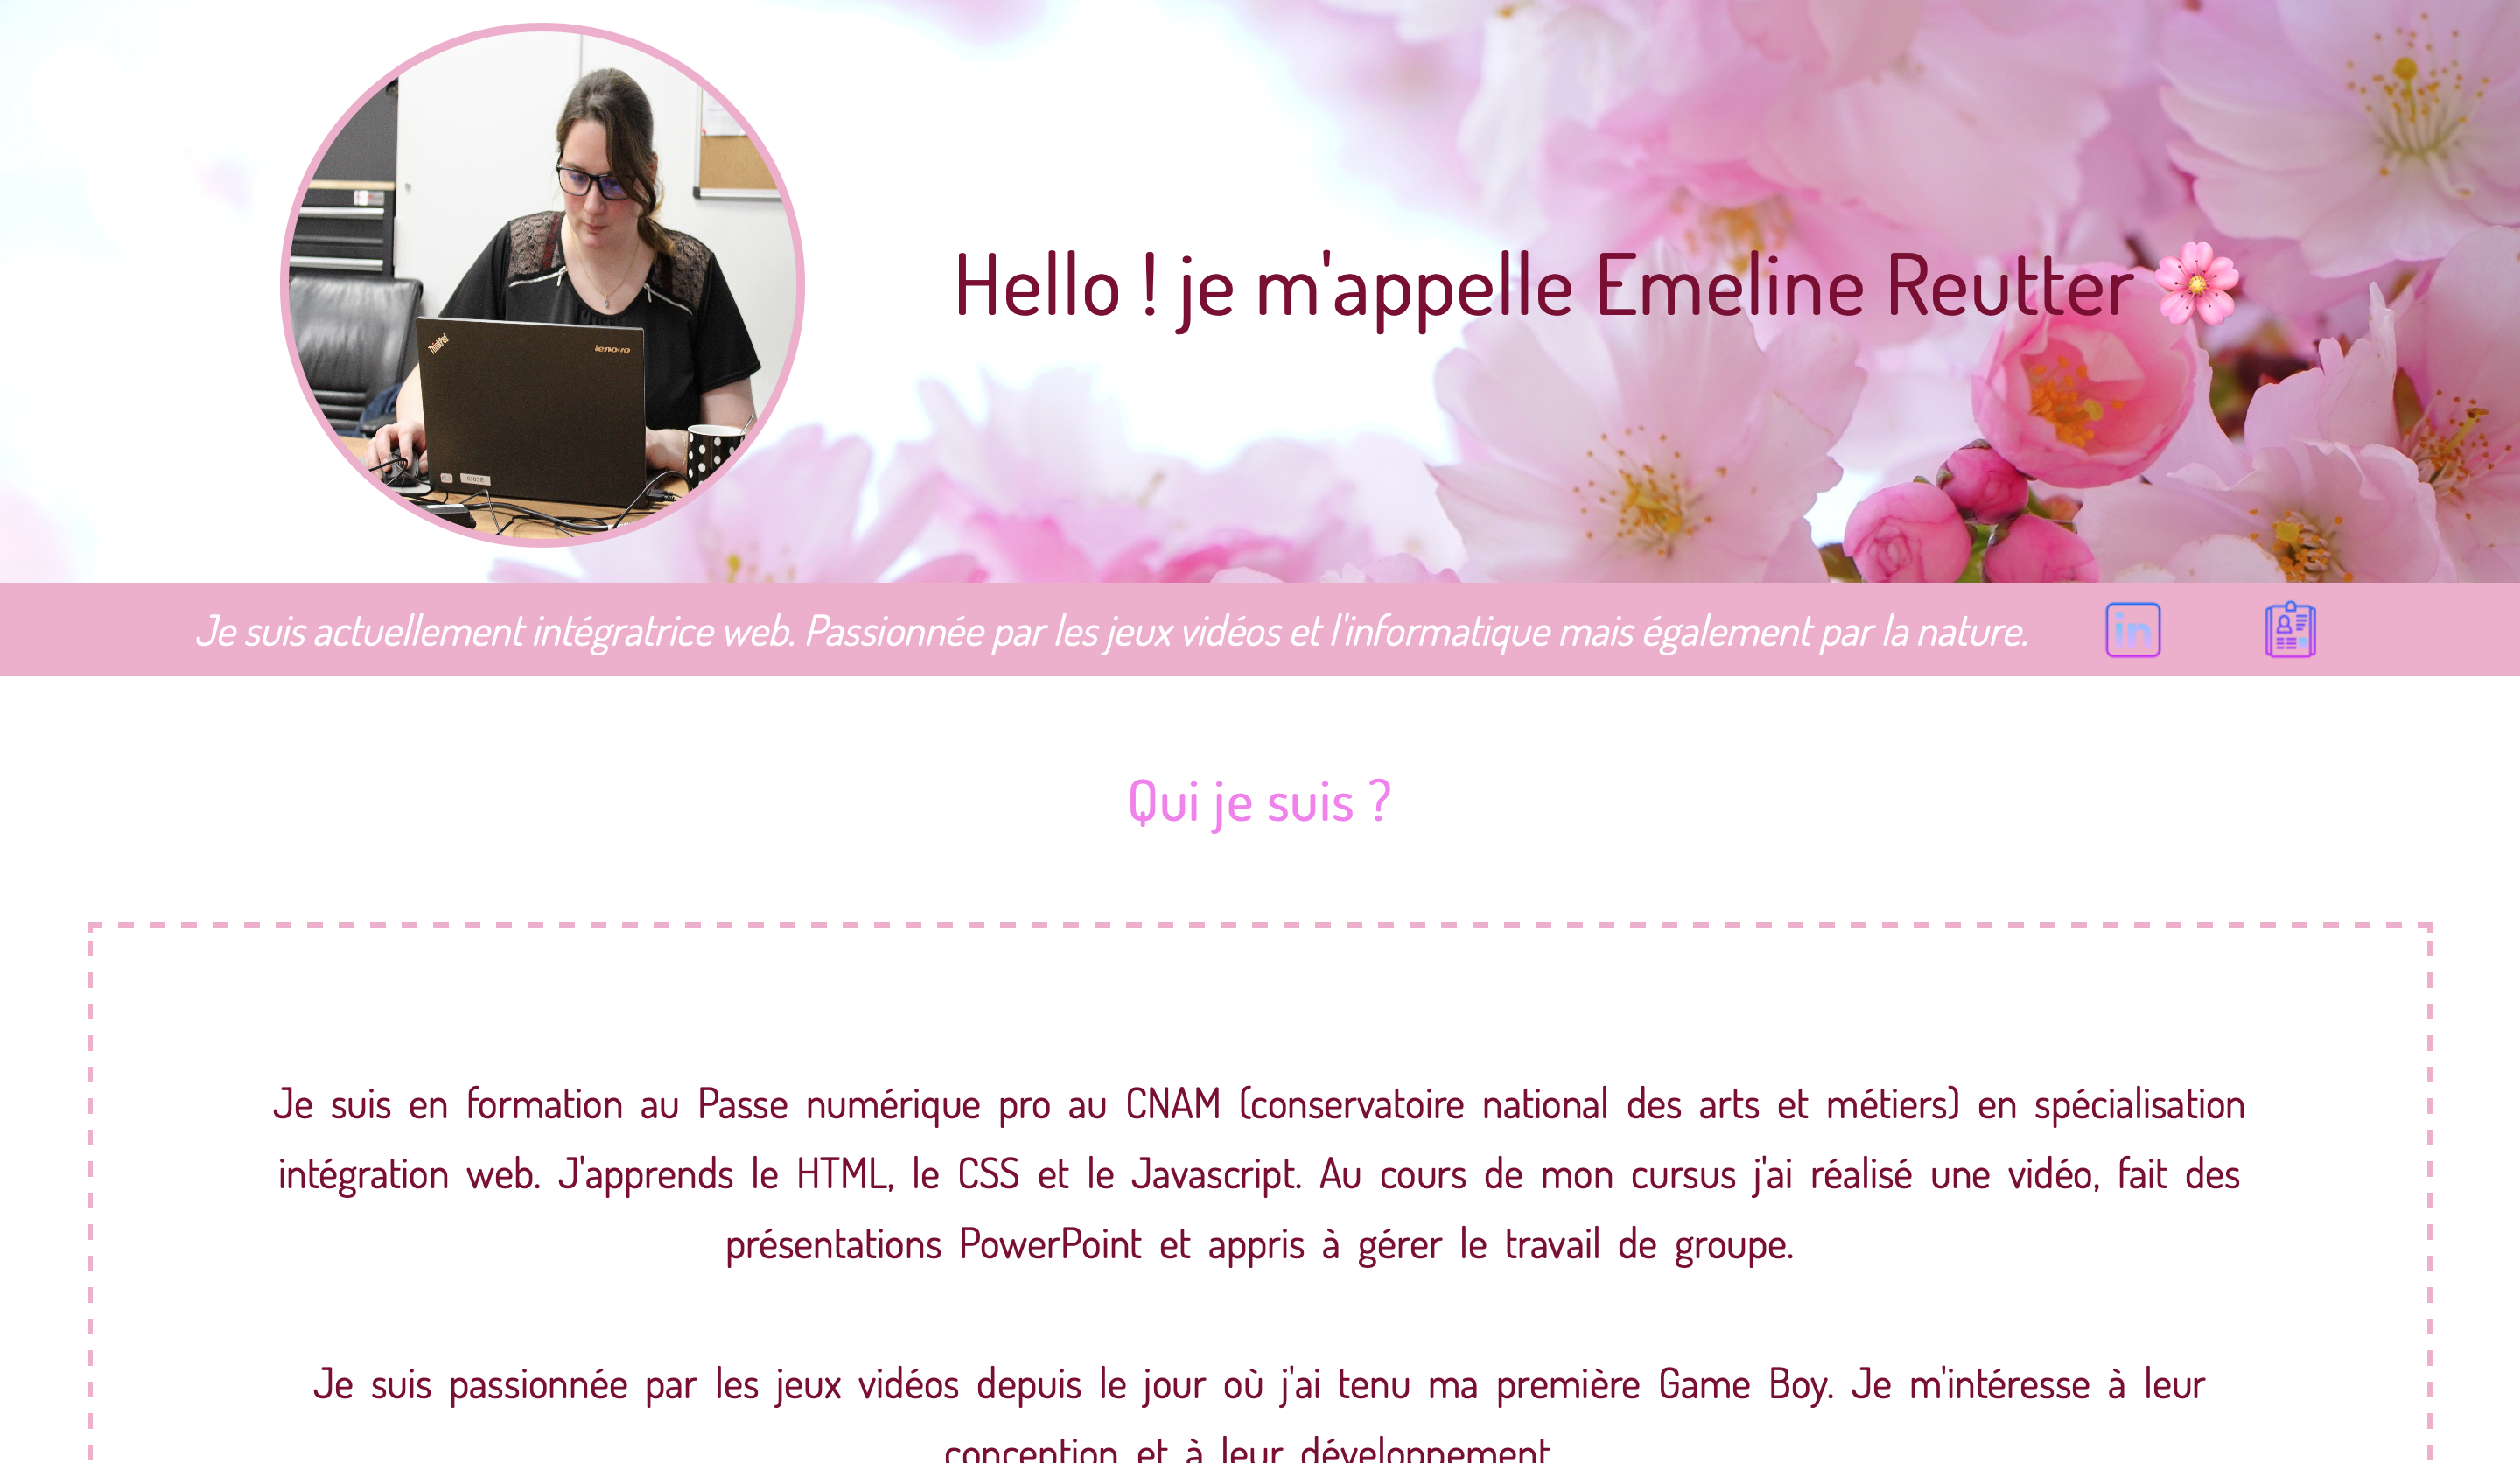 Hello ! je m'appelle Emeline Reutter 🌸
ThinkPad
lenovo
Je suis actuellement intégratrice web. Passionnée par les jeux vidéos et l'informatique mais également par la nature.
in
Qui je suis ?
Je suis en formation au Passe numérique pro au CNAM (conservatoire national des arts et métiers) en spécialisation
intégration web. J'apprends le HTML, le CSS et le Javascript. Au cours de mon cursus j'ai réalisé une vidéo, fait des
présentations PowerPoint et appris à gérer le travail de groupe.
Je suis passionnée par les jeux vidéos depuis le jour où j'ai tenu ma première Game Boy. Je m'intéresse à leur
conception et à leur développement